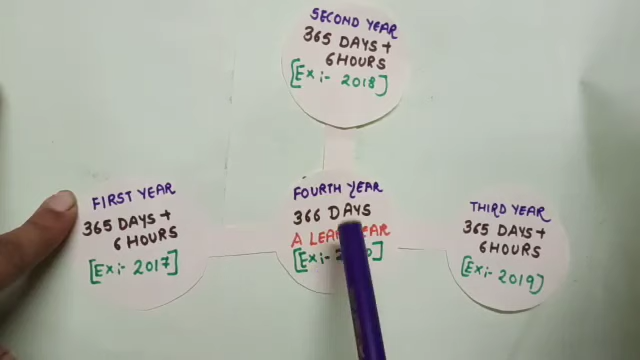 SECOND YEAR
365 DAYS +
6 HOURS
[Ex:- 2018]
FIRST YEAR
365 DAYS +
6 HOURS
[Ex:- 2017]
FOURTH YEAR
366 DAYS
A
[Ex:-
THIRD YEAR
365 DAYS +
6 HOURS
[Ex:- 2019]